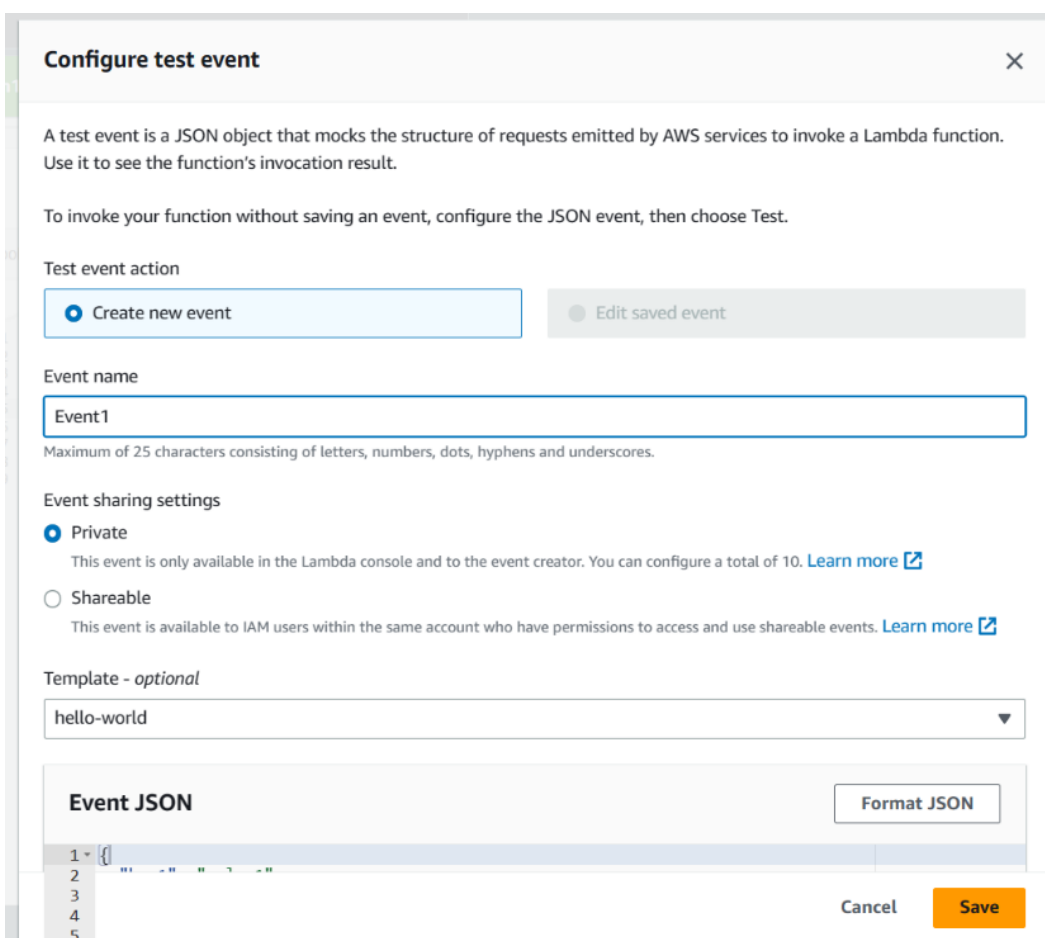 Configure test event
A test event is a JSON object that mocks the structure of requests emitted by AWS services to invoke a Lambda function.
Use it to see the function's invocation result.
To invoke your function without saving an event, configure the JSON event, then choose Test.
Test event action
Create new event
Edit saved event
Event name
Event1
Maximum of 25 characters consisting of letters, numbers, dots, hyphens and underscores.
Event sharing settings
Private
This event is only available in the Lambda console and to the event creator. You can configure a total of 10. Learn more
Shareable
This event is available to IAM users within the same account who have permissions to access and use shareable events. Learn more
Template - optional
hello-world
Event JSON
Format JSON
1 {
2
3
4
5
Cancel
Save